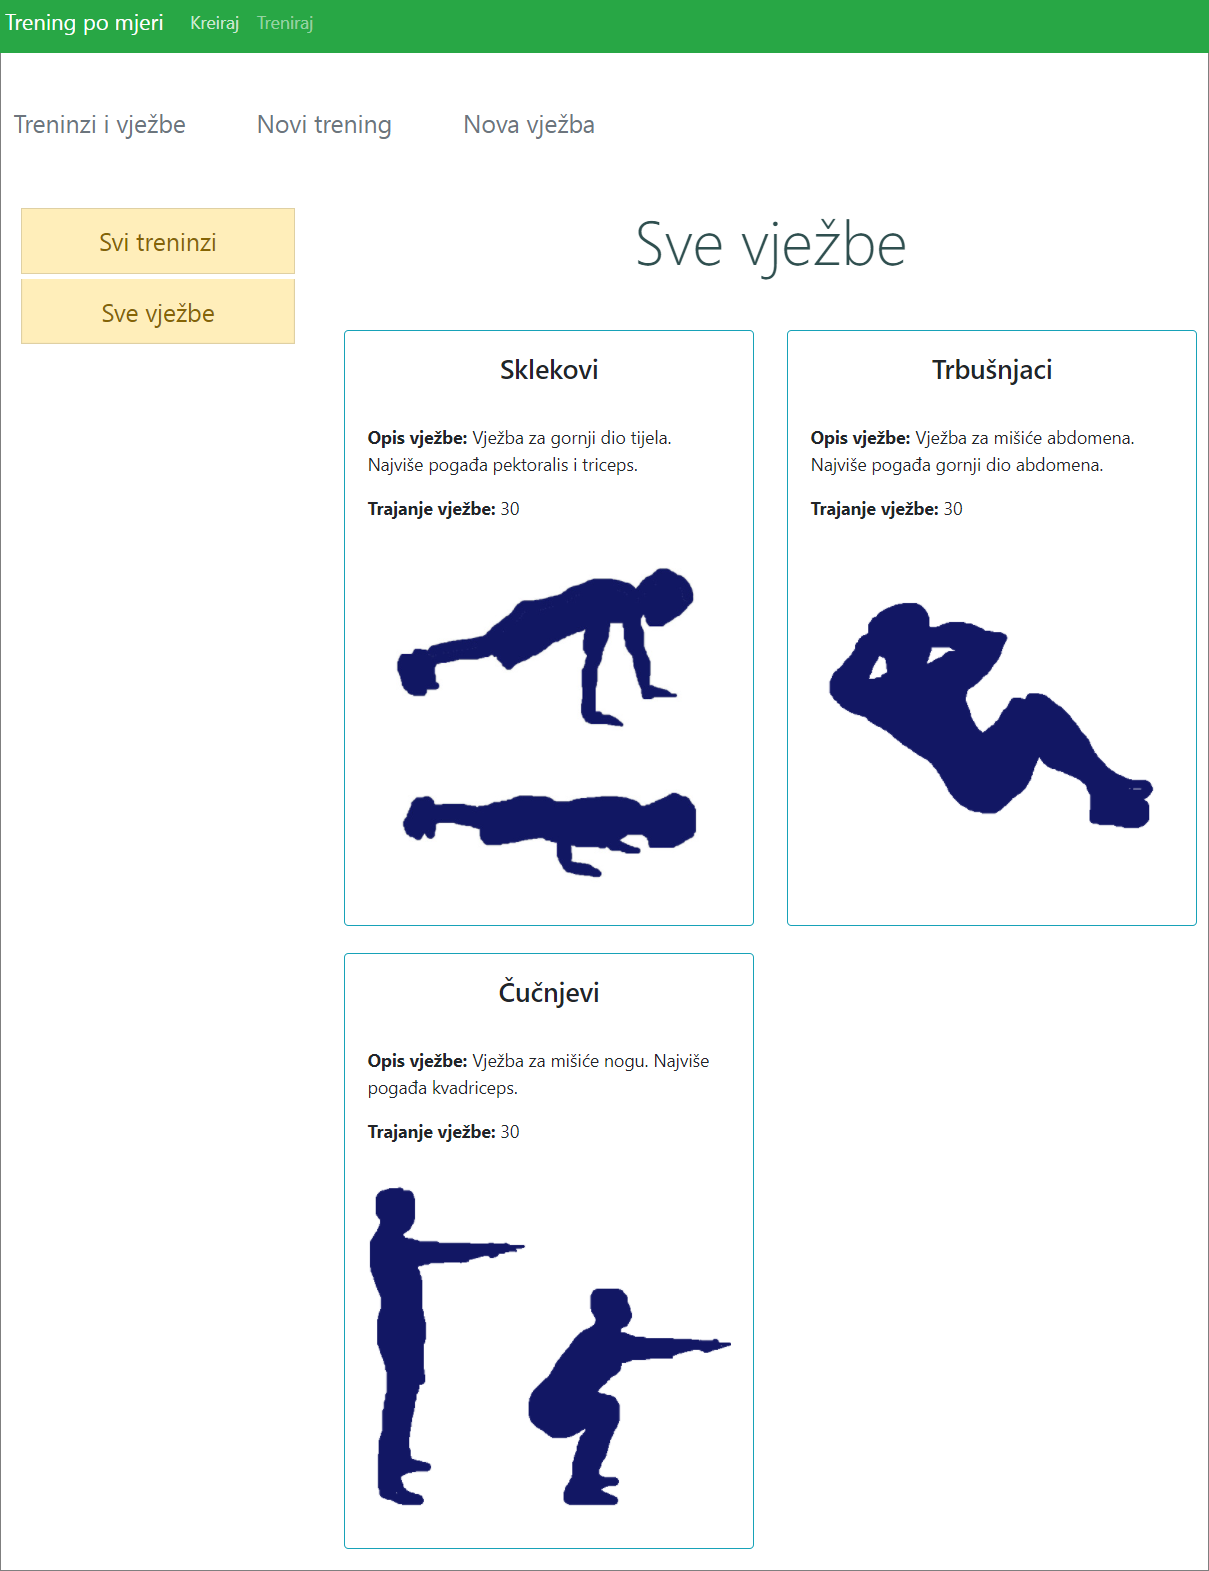 Trening po mjeri Kreiraj Treniraj
Treninzi i vježbe Novi trening Nova vježba
Svi treninzi
Sve vježbe
Sve vježbe
Sklekovi
Opis vježbe: Vježba za gornji dio tijela.
Najviše pogađa pektoralis i triceps.
Trajanje vježbe: 30
Trbušnjaci
Opis vježbe: Vježba za mišiće abdomena.
Najviše pogađa gornji dio abdomena.
Trajanje vježbe: 30
Čučnjevi
Opis vježbe: Vježba za mišiće nogu. Najviše
pogađa kvadriceps.
Trajanje vježbe: 30